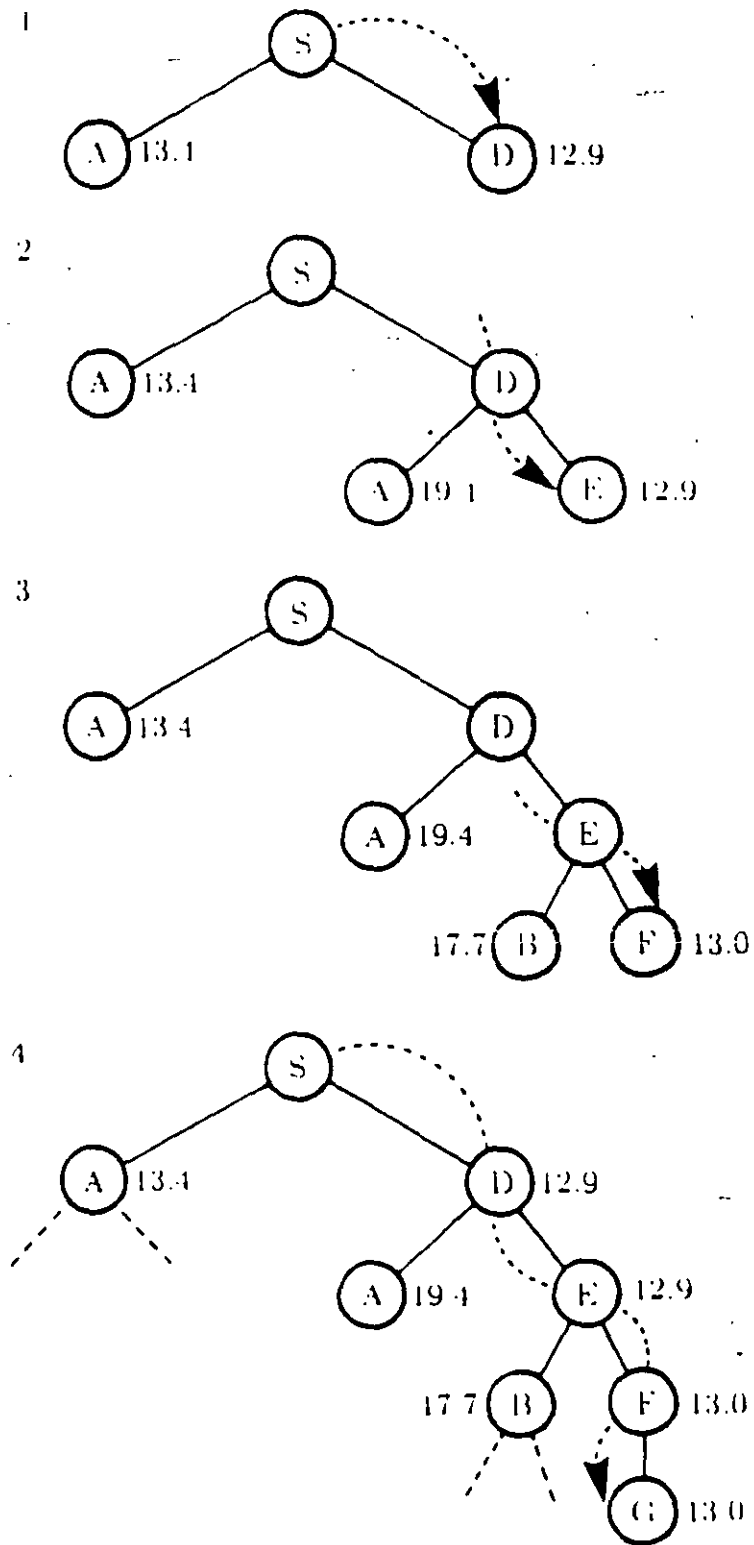 1
S
A 13.4
D 12.9
2
S
A 13.4
D
A 19.4
E 12.9
3
S
A 13.4
D
A 19.4
E
17.7 B
F 13.0
4
S
A 13.4
D 12.9
A 19.4
E 12.9
17.7 B
F 13.0
G 13.0